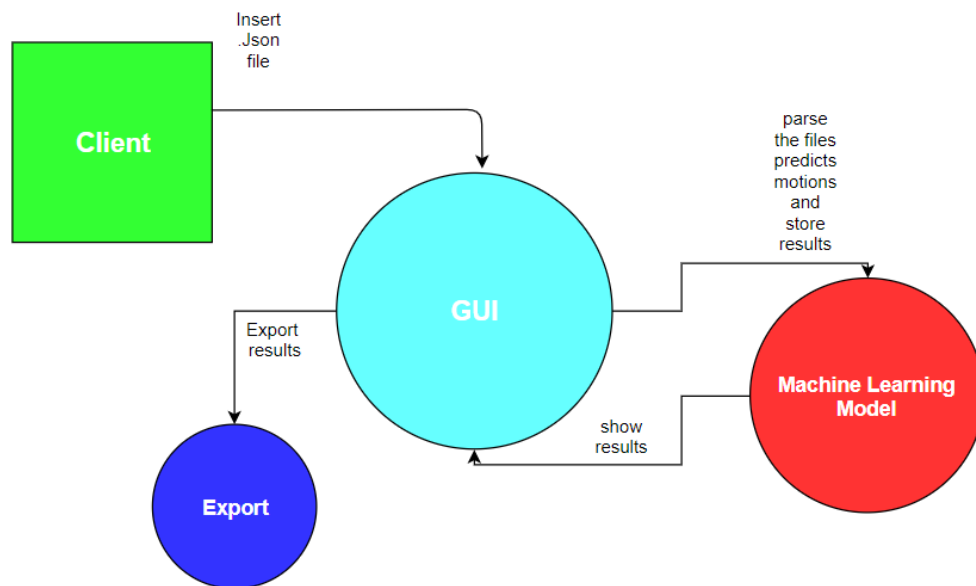 Insert
.Json
file
Client
parse
the files
predicts
motions
and
store
results
GUI
Export
results
Machine Learning
Model
show
results
Export